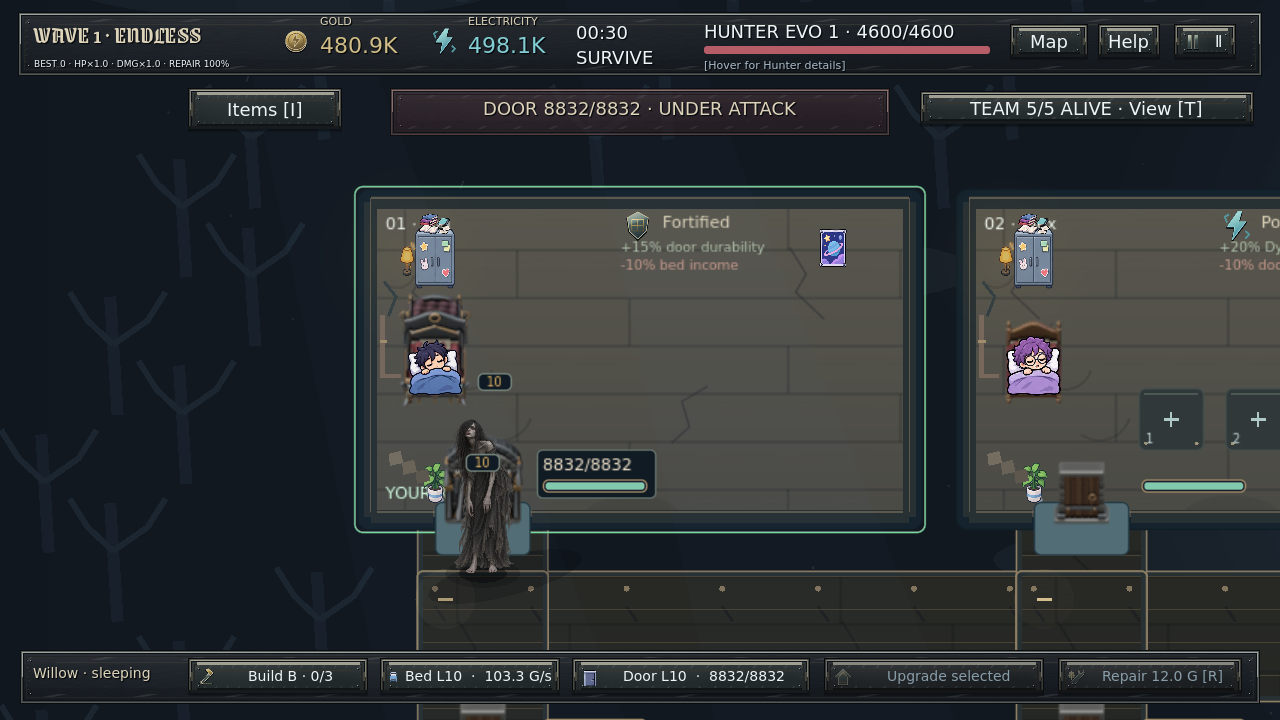 WAVE 1 · ENDLESS
BEST 0 · HP×1.0 · DMG×1.0 · REPAIR 100%
GOLD
480.9K
ELECTRICITY
498.1K
00:30
SURVIVE
HUNTER EVO 1 · 4600/4600
[Hover for Hunter details]
Map
Help
II
Items [I]
DOOR 8832/8832 · UNDER ATTACK
TEAM 5/5 ALIVE · View [T]
01 ·
Fortified
+15% door durability
-10% bed income
10
10
8832/8832
YOUR
02 ·
+20% Dy
-10% doo
+
1
+
2
Willow · sleeping
Build B · 0/3
Bed L10 · 103.3 G/s
Door L10 · 8832/8832
Upgrade selected
Repair 12.0 G [R]